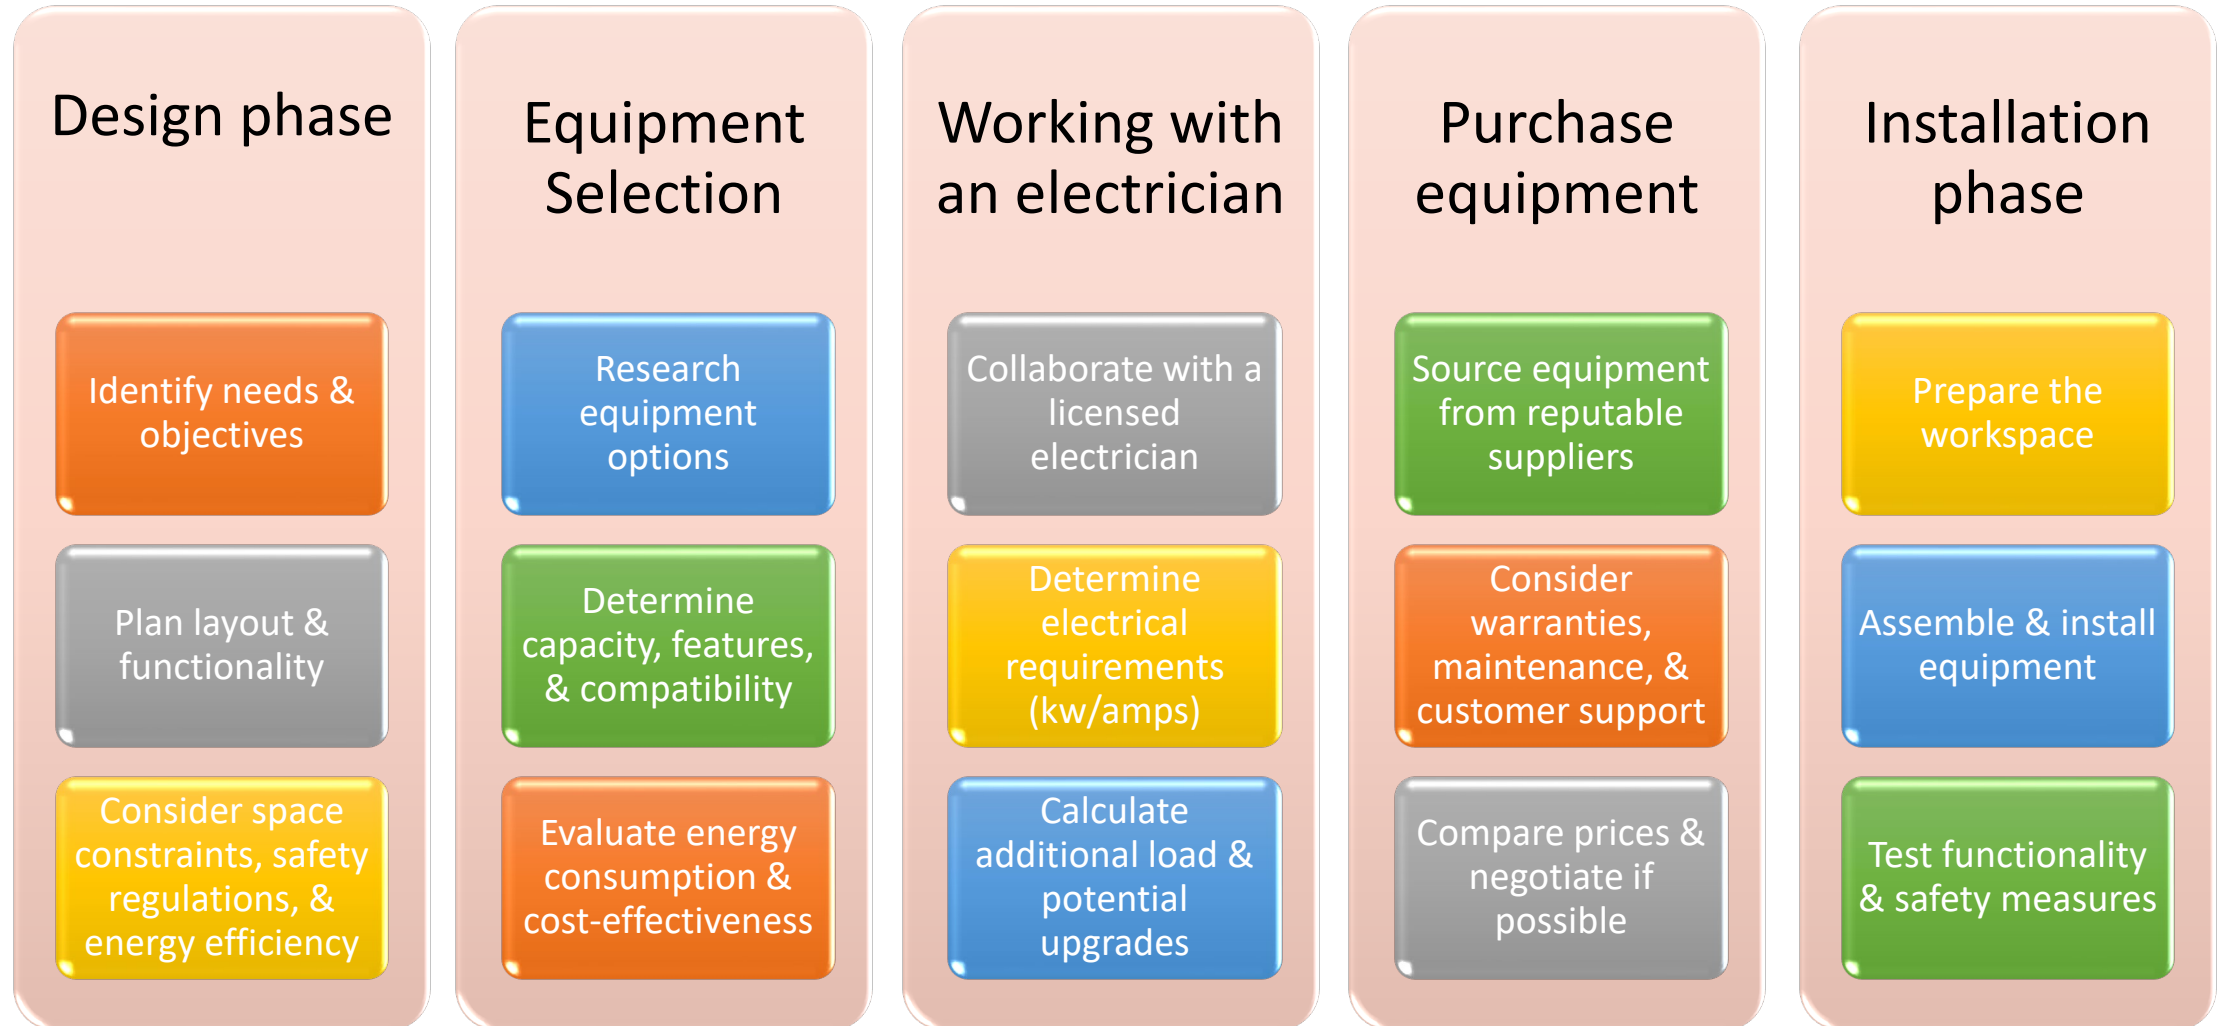 Design phase
Identify needs &
objectives
Plan layout &
functionality
Consider space
constraints, safety
regulations, &
energy efficiency
Equipment
Selection
Research
equipment
options
Determine
capacity, features,
& compatibility
Evaluate energy
consumption &
cost-effectiveness
Working with
an electrician
Collaborate with a
licensed
electrician
Determine
electrical
requirements
(kw/amps)
Calculate
additional load &
potential
upgrades
Purchase
equipment
Source equipment
from reputable
suppliers
Consider
warranties,
maintenance, &
customer support
Compare prices &
negotiate if
possible
Installation
phase
Prepare the
workspace
Assemble & install
equipment
Test functionality
& safety measures